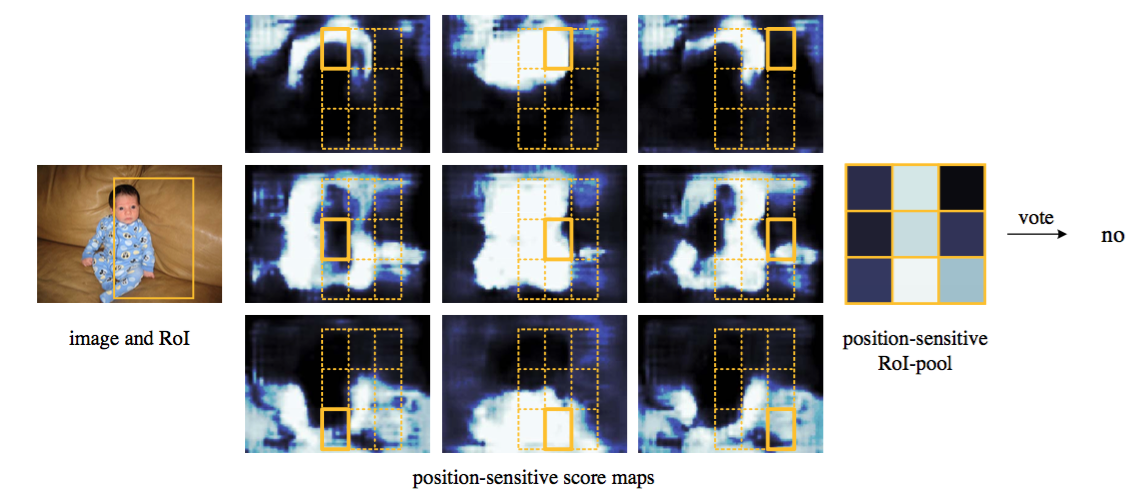 vote
no
image and RoI
position-sensitive
RoI-pool
position-sensitive score maps